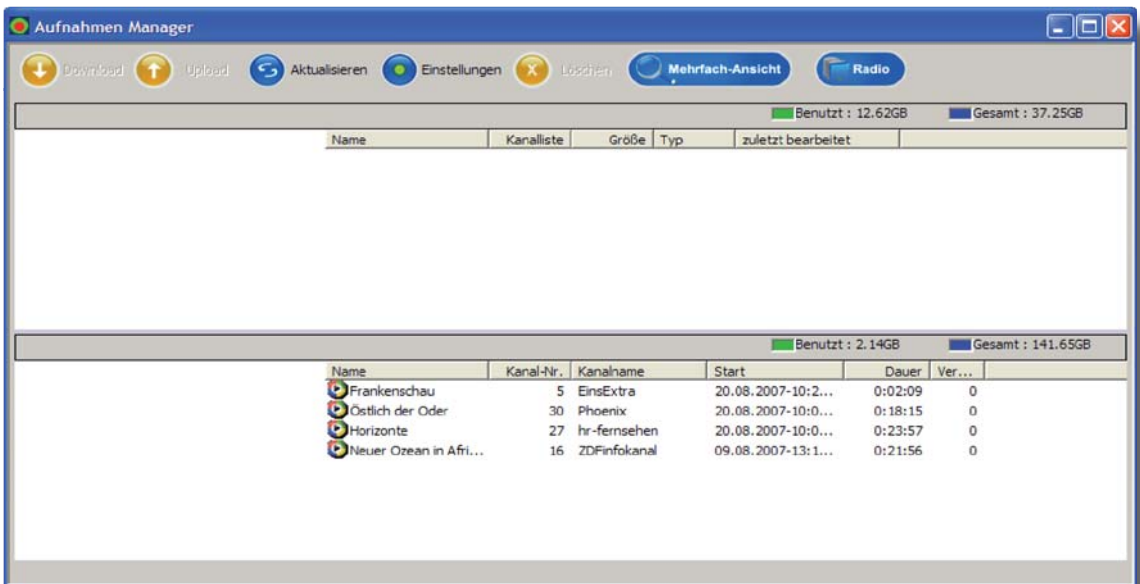 Aufnahmen Manager
Download Upload Aktualisieren Einstellungen Löschen Mehrfach-Ansicht Radio
Benutzt : 12.62GB Gesamt : 37.25GB
Name Kanalliste Größe Typ zuletzt bearbeitet
Benutzt : 2.14GB Gesamt : 141.65GB
Name Kanal-Nr. Kanalname Start Dauer Ver...
Frankenschau 5 EinsExtra 20.08.2007-10:2... 0:02:09 0
Östlich der Oder 30 Phoenix 20.08.2007-10:0... 0:18:15 0
Horizonte 27 hr-fernsehen 20.08.2007-10:0... 0:23:57 0
Neuer Ozean in Afri... 16 ZDFinfokanal 09.08.2007-13:1... 0:21:56 0